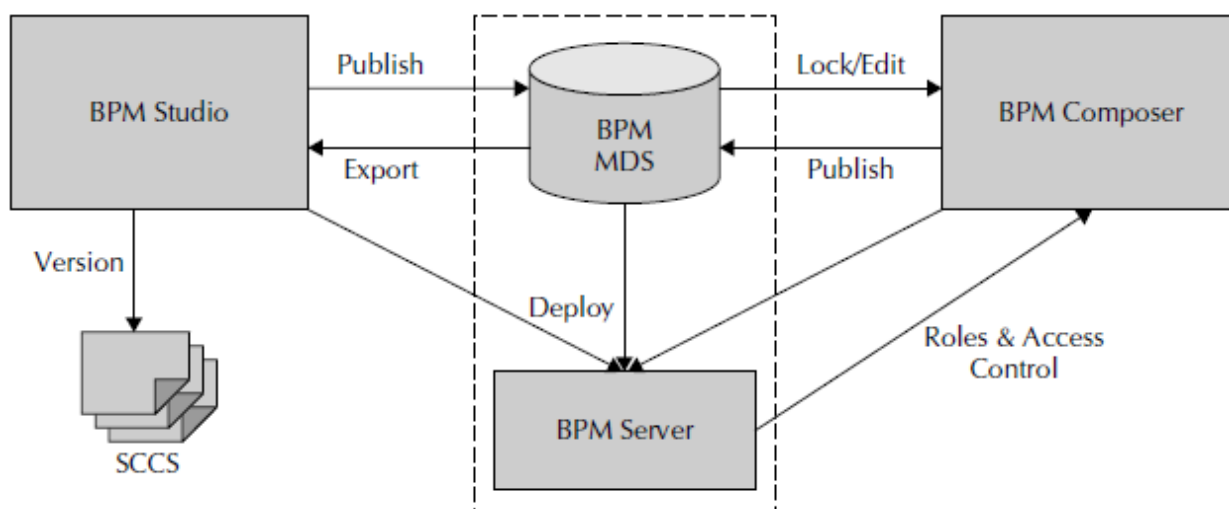 Publish
Lock/Edit
BPM Studio
BPM
MDS
BPM Composer
Export
Publish
Version
Deploy
Roles & Access
Control
BPM Server
SCCS